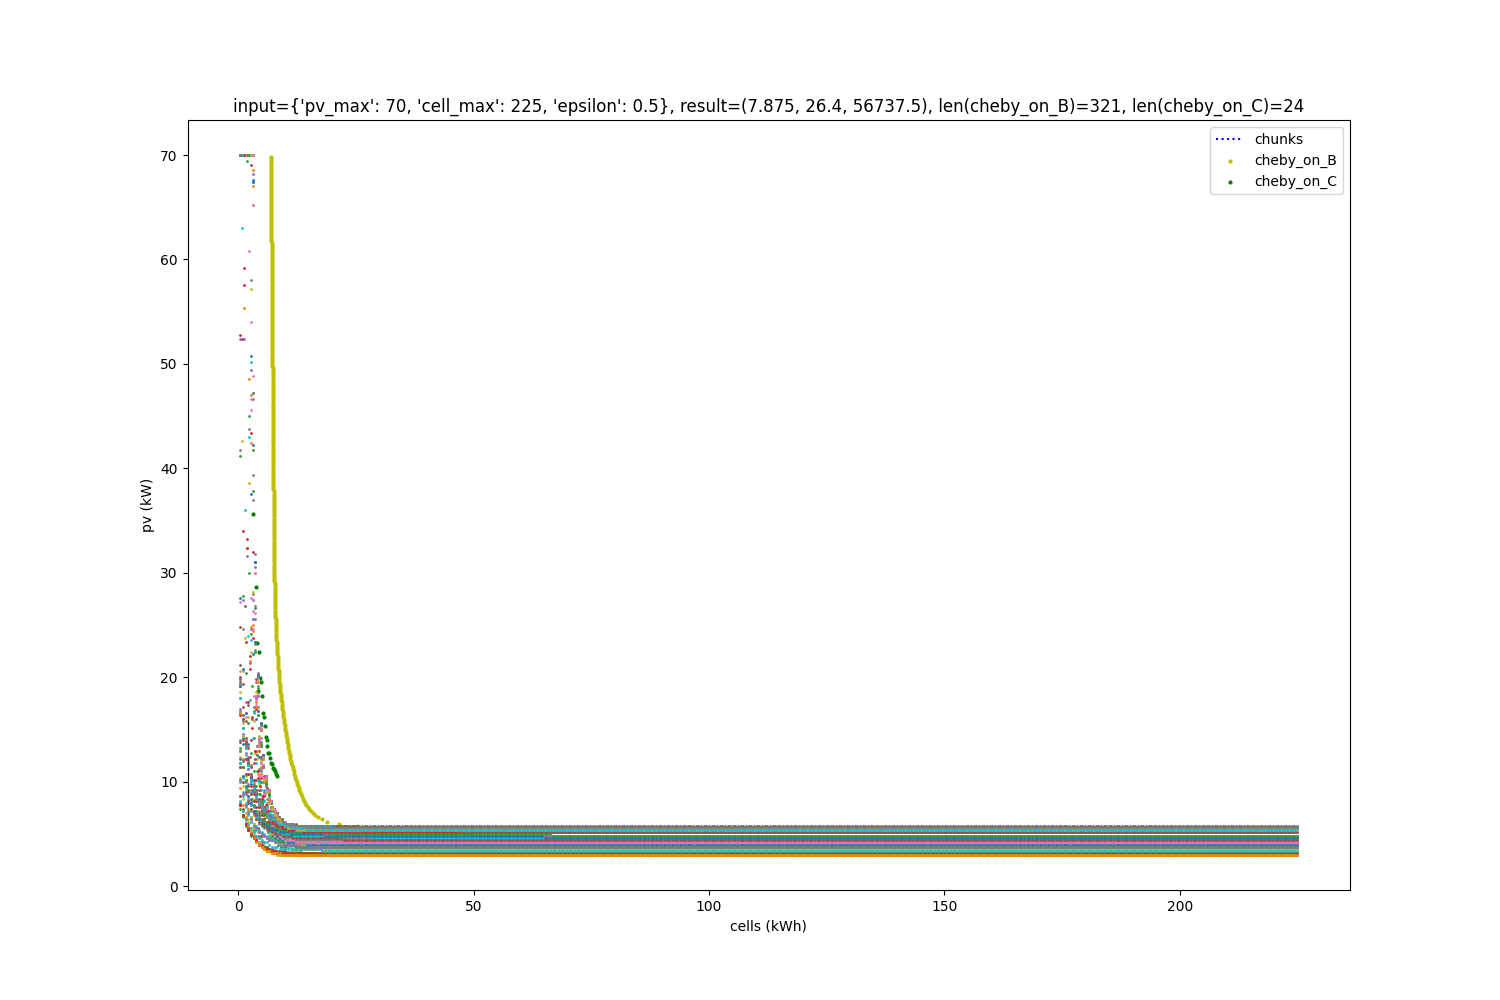 input={'pv_max': 70, 'cell_max': 225, 'epsilon': 0.5}, result=(7.875, 26.4, 56737.5), len(cheby_on_B)=321, len(cheby_on_C)=24
chunks
cheby_on_B
cheby_on_C
70
60
50
40
30
20
10
0
pv (kW)
0
50
100
150
200
cells (kWh)